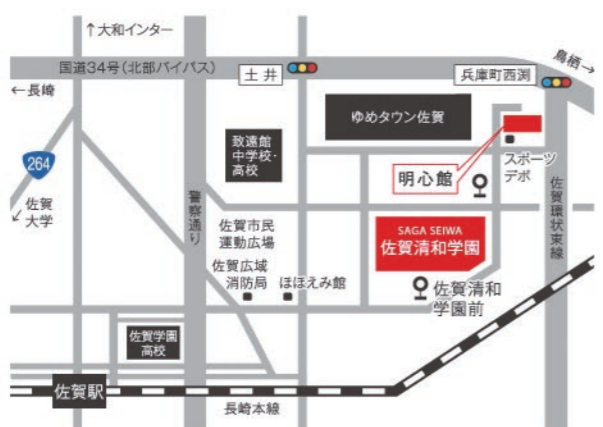 ↑大和インター
国道34号(北部バイパス)
土井
兵庫町西渕
鳥栖→
←長崎
ゆめタウン佐賀
致遠館
中学校・
高校
264
明心館
スポーツ
デポ
↙佐賀
大学
警察通り
佐賀環状東線
佐賀市民
運動広場
SAGA SEIWA
佐賀清和学園
佐賀広域
消防局
ほほえみ館
佐賀清和
学園前
佐賀学園
高校
佐賀駅
長崎本線